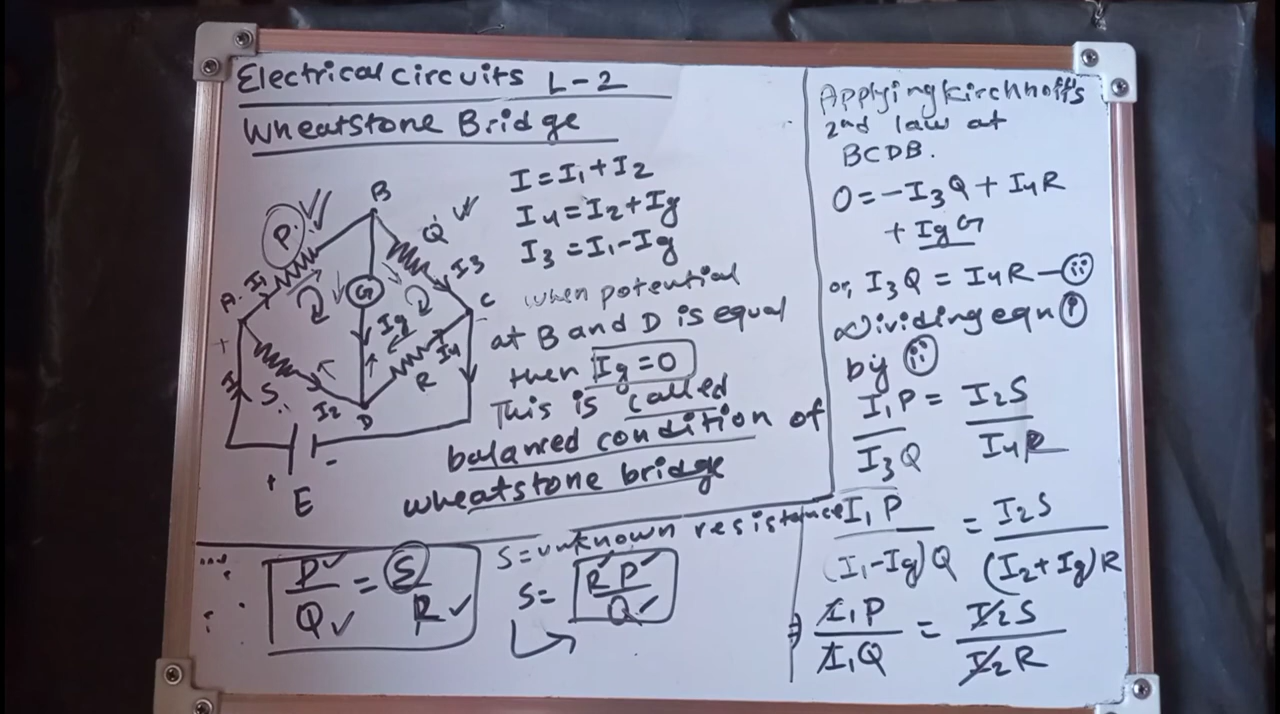 Electrical circuits L-2
Wheatstone Bridge
I = I₁ + I₂
I₄ = I₂ + Ig
I₃ = I₁ - Ig
when potential
at B and D is equal
then Ig = 0
This is called
balanced condition of
wheatstone bridge
B
P
Q
I₁
I₃
A
G
C
Ig
I₄
+
S
R
I
I₂
D
+
-
E
Applying kirchhoff's
2nd law at
BCDB.
0 = -I₃Q + I₄R
+ IgG
or, I₃Q = I₄R - (ii)
Dividing eqn (i)
by (ii)
I₁P/I₃Q = I₂S/I₄R
I₁P/(I₁-Ig)Q = I₂S/(I₂+Ig)R
⇒ I₁P/I₁Q = I₂S/I₂R
P/Q = S/R
S = unknown resistance
S = RP/Q